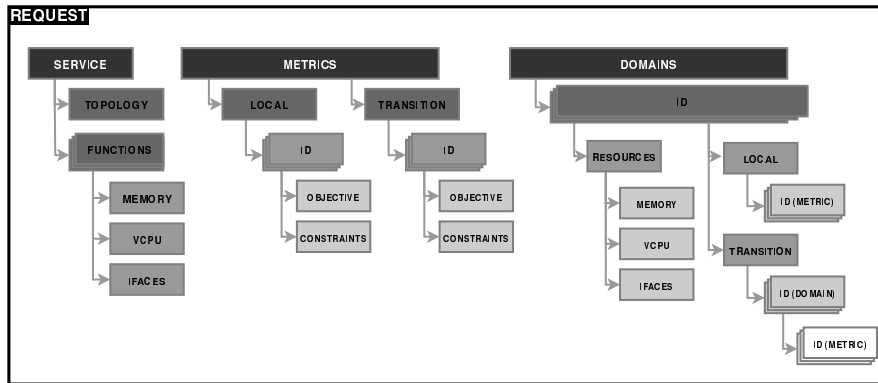 REQUEST
SERVICE
TOPOLOGY
FUNCTIONS
MEMORY
VCPU
IFACES
METRICS
LOCAL
ID
OBJECTIVE
CONSTRAINTS
TRANSITION
ID
OBJECTIVE
CONSTRAINTS
DOMAINS
ID
RESOURCES
MEMORY
VCPU
IFACES
LOCAL
ID (METRIC)
TRANSITION
ID (DOMAIN)
ID (METRIC)